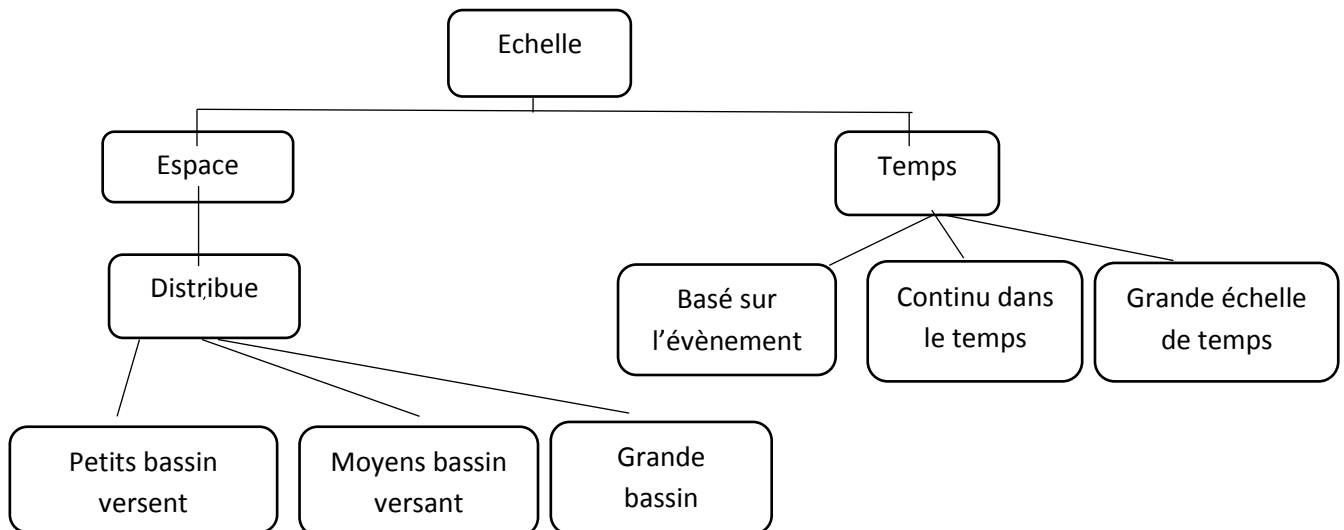 Echelle
Espace
Temps
Distribue
Basé sur
l'évènement
Continu dans
le temps
Grande échelle
de temps
Petits bassin
versent
Moyens bassin
versant
Grande
bassin